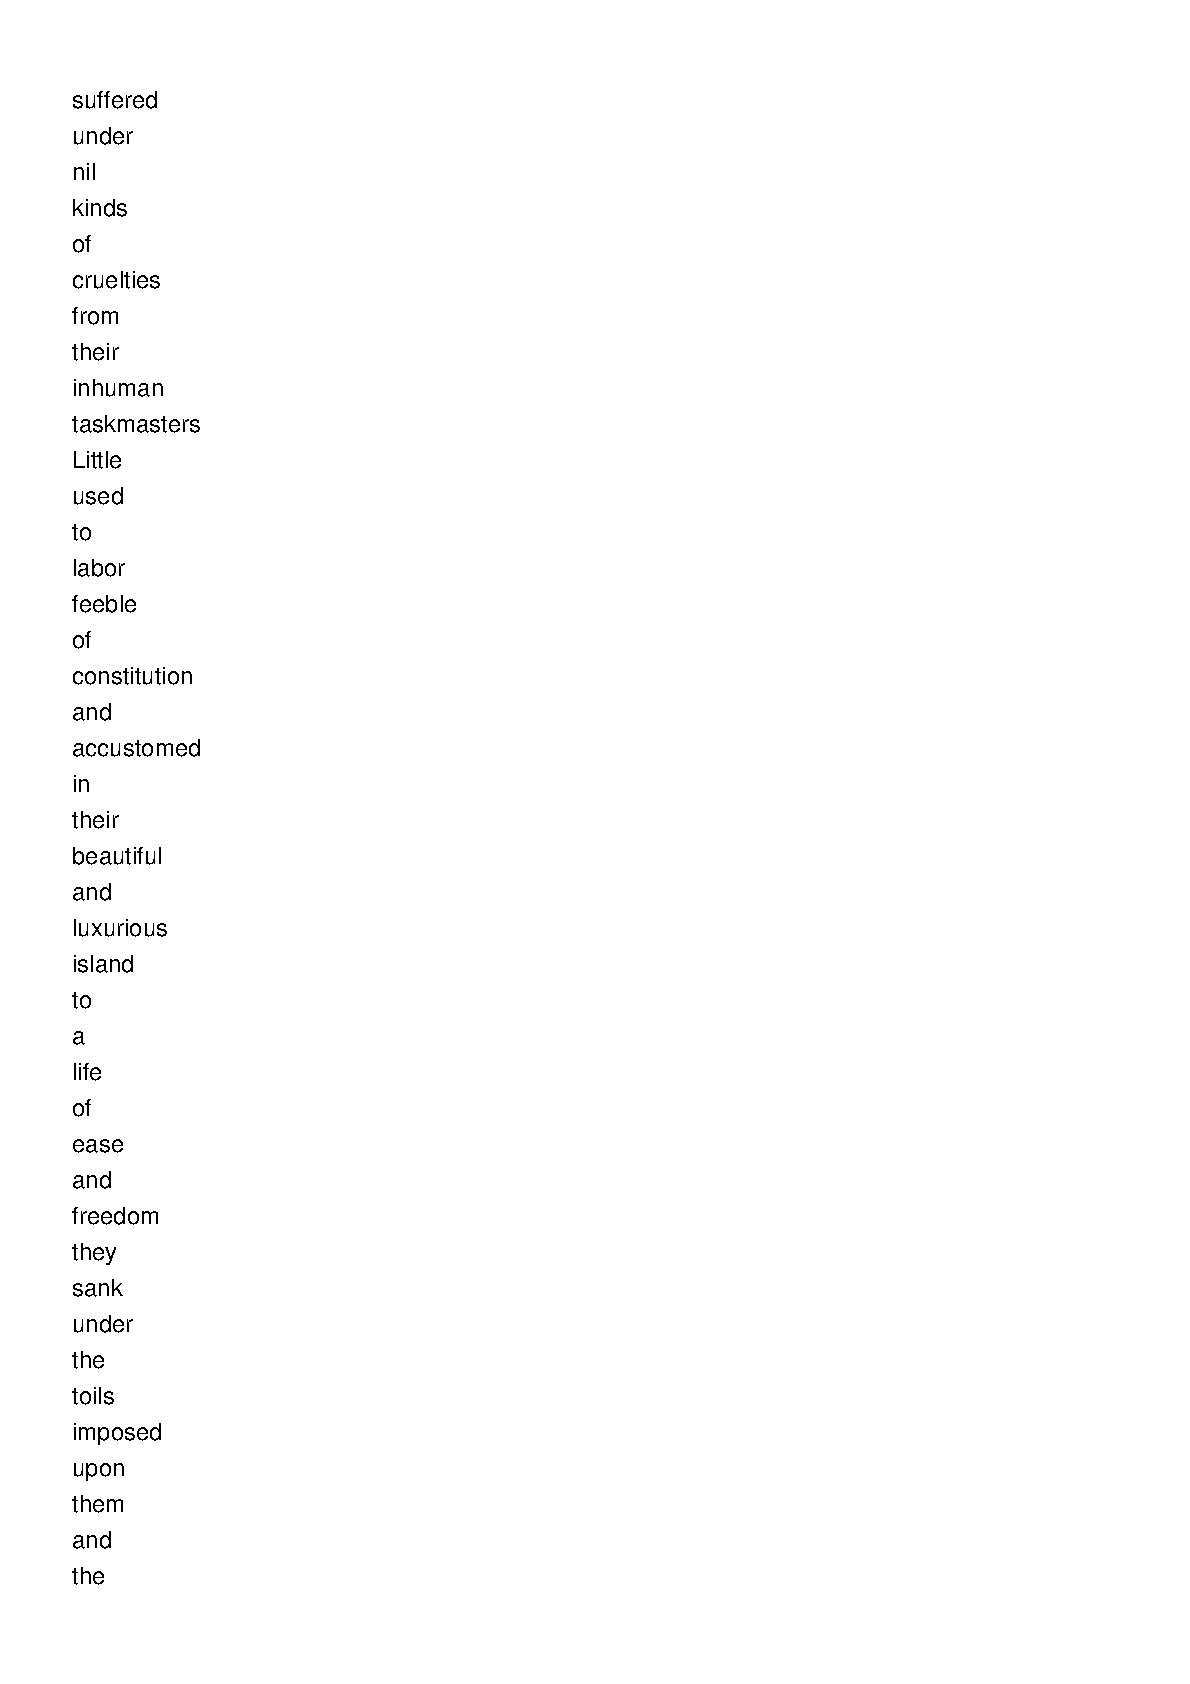 suffered
under
nil
kinds
of
cruelties
from
their
inhuman
taskmasters
Little
used
to
labor
feeble
of
constitution
and
accustomed
in
their
beautiful
and
luxurious
island
to
a
life
of
ease
and
freedom
they
sank
under
the
toils
imposed
upon
them
and
the